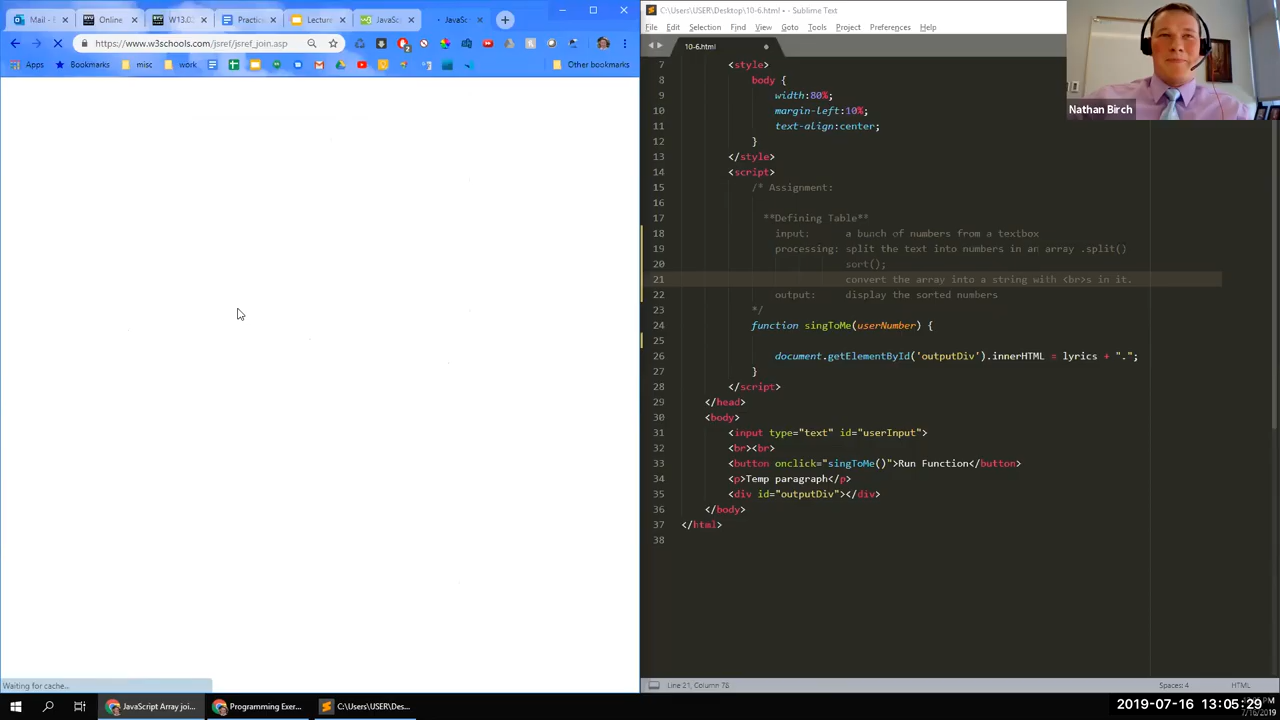 Online
W13.0
Practic
Lecture
JavaSc
JavaSc
https://www.w3schools.com/jsref/jsref_join.asp
Apps
Bookmarks
misc
work
Other bookmarks
Waiting for cache...
C:\Users\USER\Desktop\10-6.html • - Sublime Text
File Edit Selection Find View Goto Tools Project Preferences Help
10-6.html
7 <style>
8 body {
9 width:80%;
10 margin-left:10%;
11 text-align:center;
12 }
13 </style>
14 <script>
15 /* Assignment:
16
17 **Defining Table**
18 input: a bunch of numbers from a textbox
19 processing: split the text into numbers in an array .split()
20 sort();
21 convert the array into a string with <br>s in it.
22 output: display the sorted numbers
23 */
24 function singToMe(userNumber) {
25
26 document.getElementById('outputDiv').innerHTML = lyrics + ".";
27 }
28 </script>
29 </head>
30 <body>
31 <input type="text" id="userInput">
32 <br><br>
33 <button onclick="singToMe()">Run Function</button>
34 <p>Temp paragraph</p>
35 <div id="outputDiv"></div>
36 </body>
37 </html>
38
Line 21, Column 78
Spaces: 4
HTML
Nathan Birch
JavaScript Array joi...
Programming Exer...
C:\Users\USER\Des...
2019-07-16 13:05:29
7/16/2019